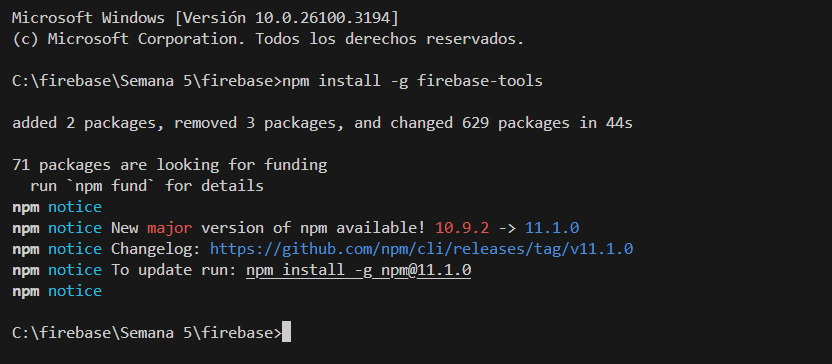 Microsoft Windows [Versión 10.0.26100.3194]
(c) Microsoft Corporation. Todos los derechos reservados.
C:\firebase\Semana 5\firebase>npm install -g firebase-tools
added 2 packages, removed 3 packages, and changed 629 packages in 44s
71 packages are looking for funding
  run `npm fund` for details
npm notice
npm notice New major version of npm available! 10.9.2 -> 11.1.0
npm notice Changelog: https://github.com/npm/cli/releases/tag/v11.1.0
npm notice To update run: npm install -g npm@11.1.0
npm notice
C:\firebase\Semana 5\firebase>